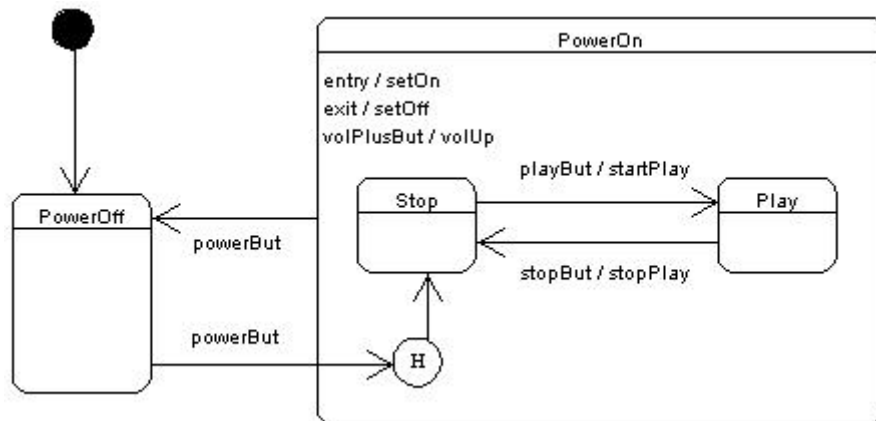 PowerOn
entry / setOn
exit / setOff
volPlusBut / volUp
playBut / startPlay
Stop
Play
PowerOff
powerBut
stopBut / stopPlay
powerBut
H